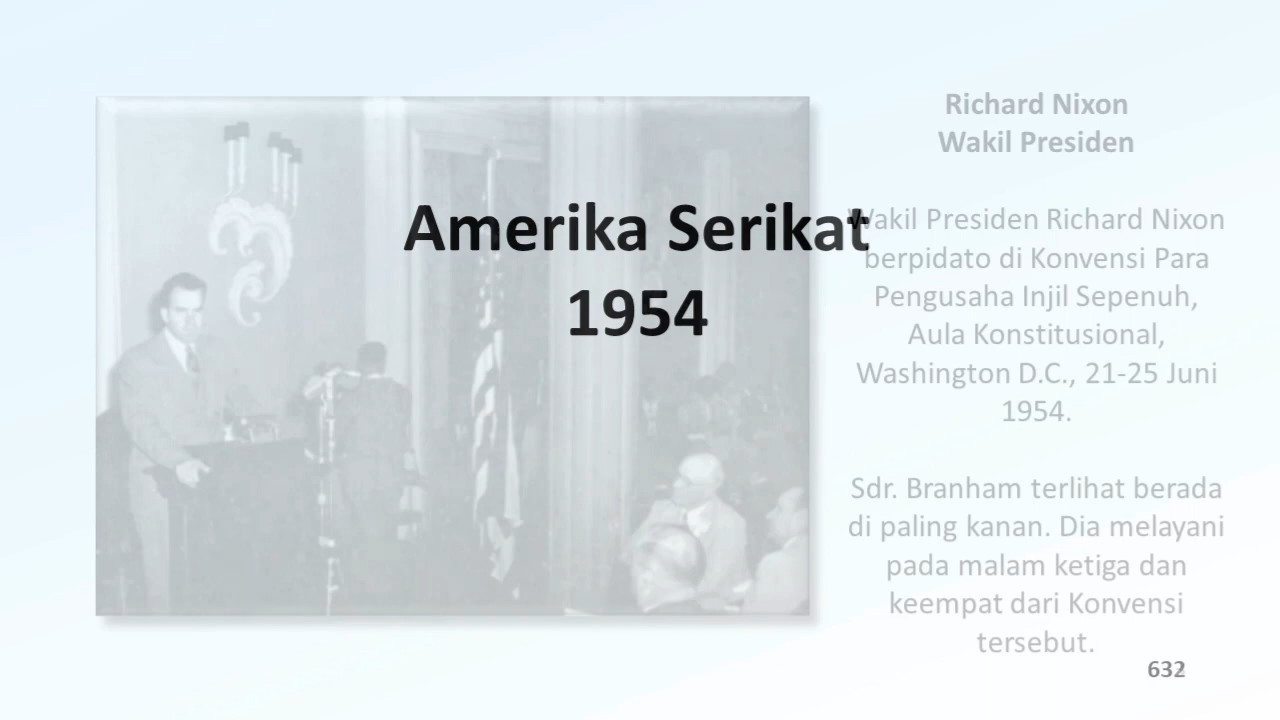 Amerika Serikat
1954
Richard Nixon
Wakil Presiden
Wakil Presiden Richard Nixon
berpidato di Konvensi Para
Pengusaha Injil Sepenuh,
Aula Konstitusional,
Washington D.C., 21-25 Juni
1954.
Sdr. Branham terlihat berada
di paling kanan. Dia melayani
pada malam ketiga dan
keempat dari Konvensi
tersebut.
632